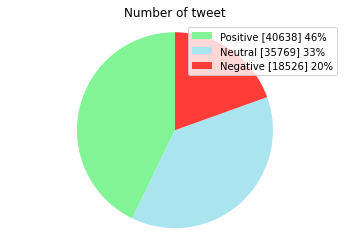 Number of tweet
Positive [40638] 46%
Neutral [35769] 33%
Negative [18526] 20%